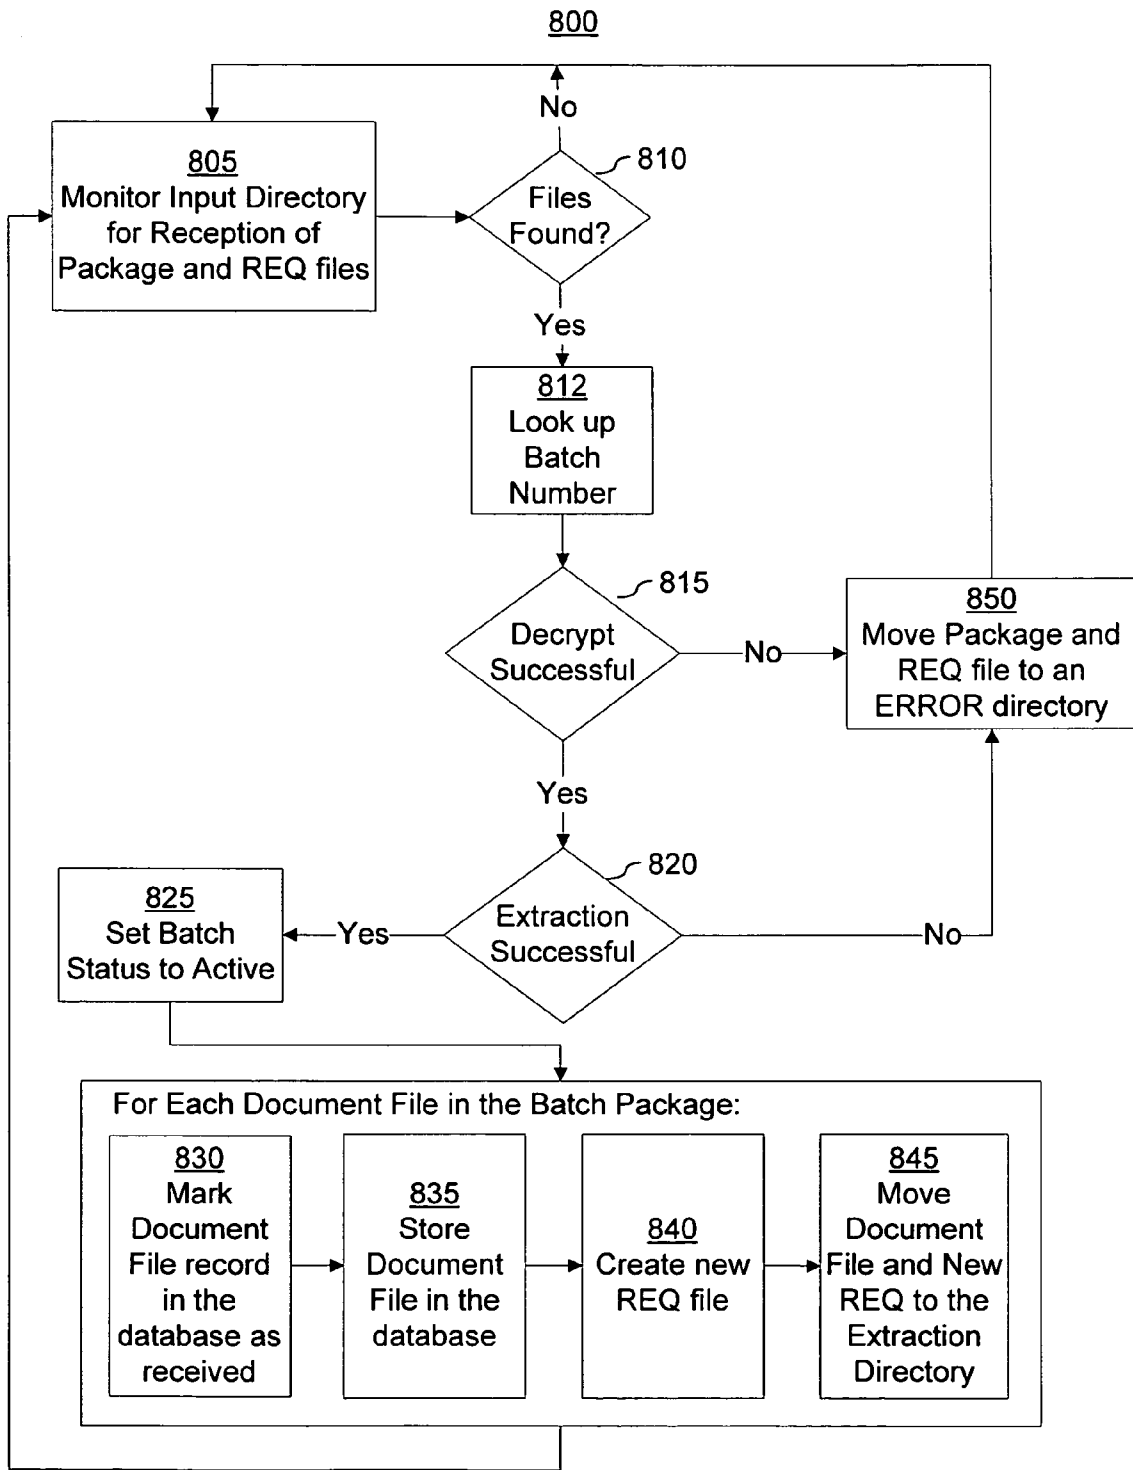 800
No
805
Monitor Input Directory
for Reception of
Package and REQ files
810
Files
Found?
Yes
812
Look up
Batch
Number
815
Decrypt
Successful
No
850
Move Package and
REQ file to an
ERROR directory
Yes
820
Extraction
Successful
Yes
No
825
Set Batch
Status to Active
For Each Document File in the Batch Package:
830
Mark
Document
File record
in the
database as
received
835
Store
Document
File in the
database
840
Create new
REQ file
845
Move
Document
File and New
REQ to the
Extraction
Directory